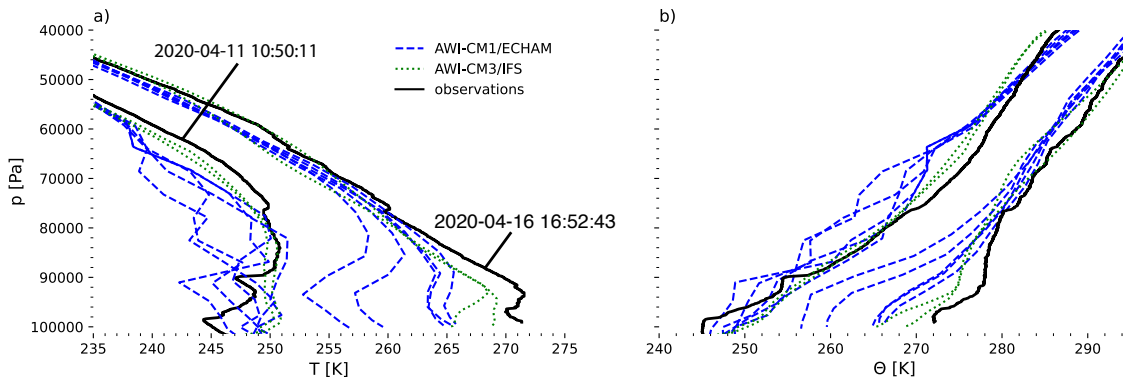 a)
b)
40000
50000
60000
70000
80000
90000
100000
p [Pa]
2020-04-11 10:50:11
AWI-CM1/ECHAM
AWI-CM3/IFS
observations
2020-04-16 16:52:43
235 240 245 250 255 260 265 270 275
T [K]
240 250 260 270 280 290
Θ [K]